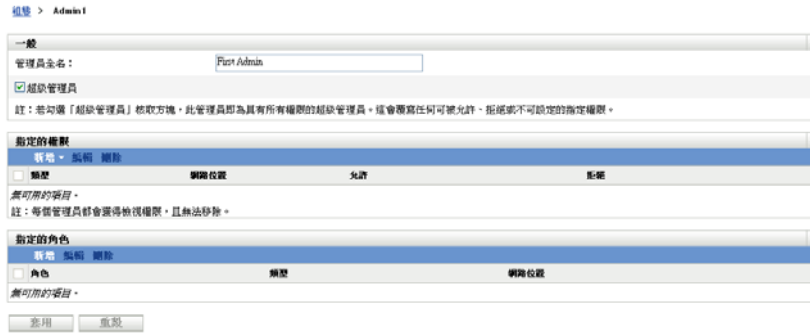 組態 > Admin1
一般
管理員全名： First Admin
超級管理員
註：若勾選「超級管理員」核取方塊，此管理員即為具有所有權限的超級管理員。這會覆寫任何可被允許、拒絕或不可設定的指定權限。
指定的權限
新增 編輯 刪除
類型 網路位置 允許 拒絕
無可用的項目。
註：每個管理員都會獲得檢視權限，且無法移除。
指定的角色
新增 編輯 刪除
角色 類型 網路位置
無可用的項目。
套用 重設